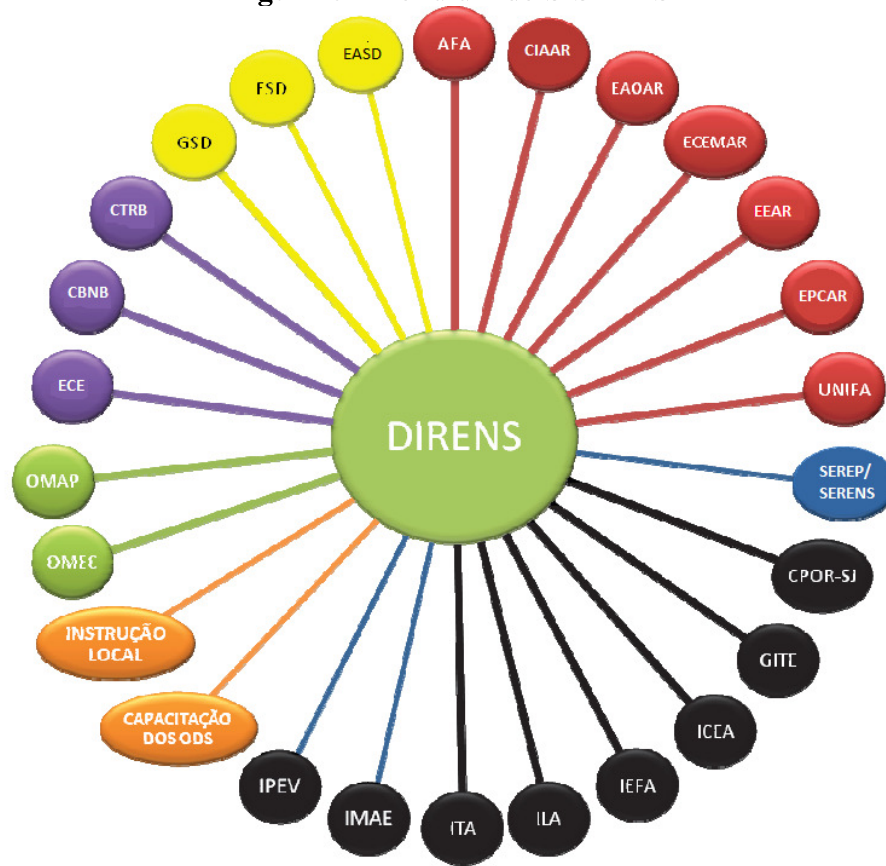 EASD
AFA
CIAAR
ESD
EAOAR
GSD
ECEMAR
CTRB
EEAR
CBNB
EPCAR
ECE
UNIFA
DIRENS
OMAP
SEREP/
SERENS
OMEC
CPOR-SJ
INSTRUÇÃO
LOCAL
GITE
CAPACITAÇÃO
DOS ODS
ICEA
IPEV
IEFA
IMAE
ITA
ILA